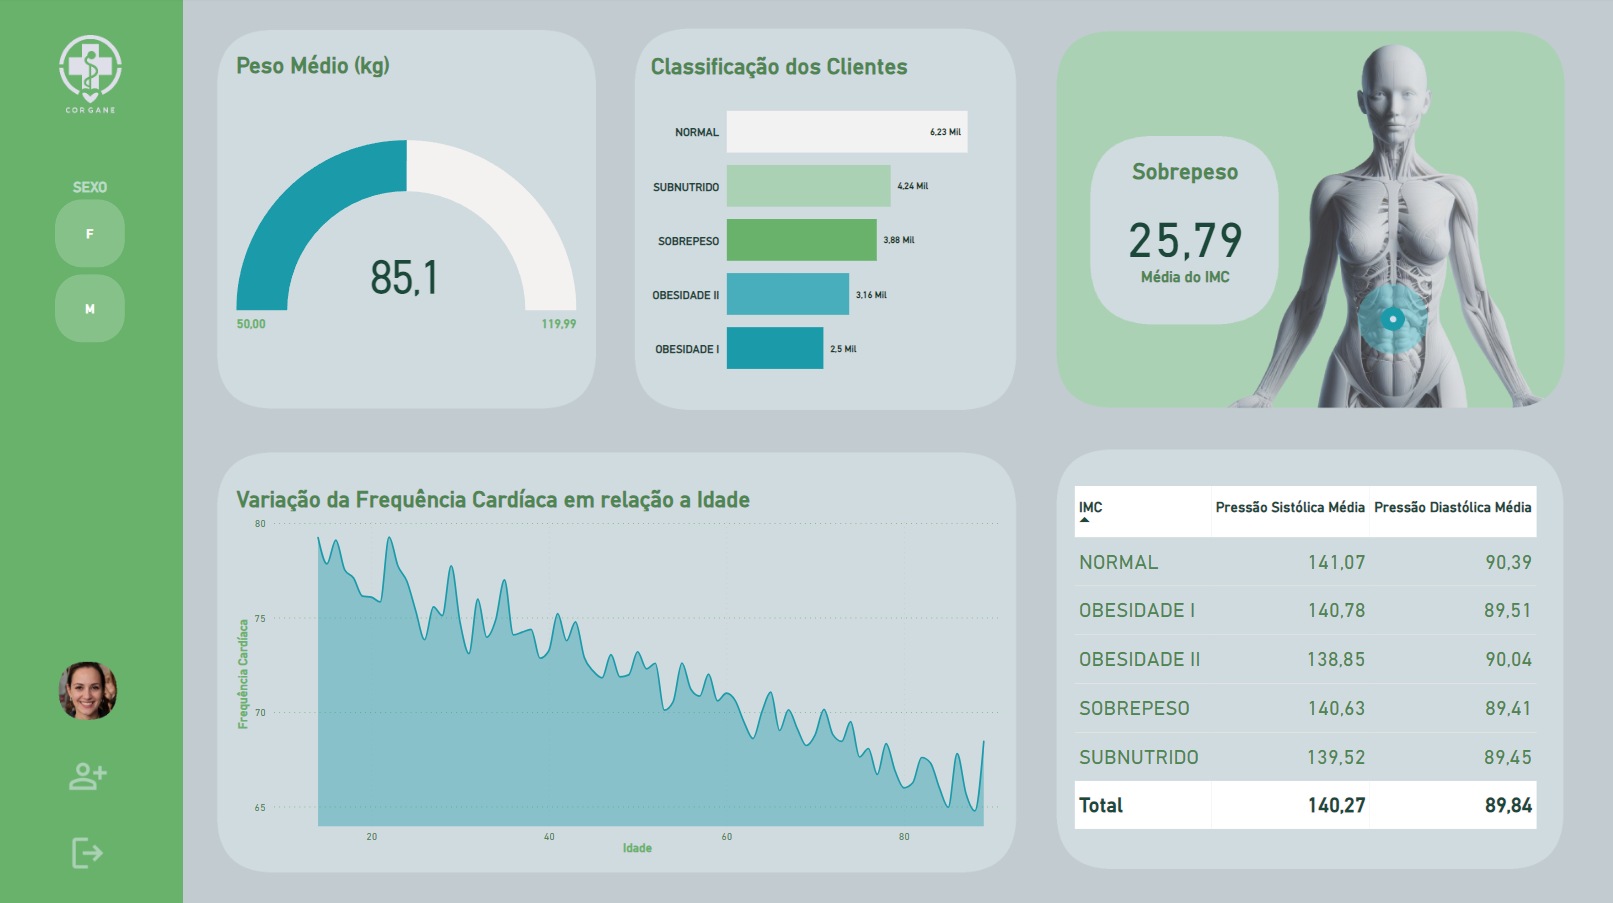 CORGANE
SEXO
F
M
Peso Médio (kg)
85,1
50,00
119,99
Classificação dos Clientes
NORMAL 6,23 Mil
SUBNUTRIDO 4,24 Mil
SOBREPESO 3,88 Mil
OBESIDADE II 3,16 Mil
OBESIDADE I 2,5 Mil
Sobrepeso
25,79
Média do IMC
Variação da Frequência Cardíaca em relação a Idade
Frequência Cardíaca
80
75
70
65
20 40 60 80
Idade
IMC Pressão Sistólica Média Pressão Diastólica Média
NORMAL 141,07 90,39
OBESIDADE I 140,78 89,51
OBESIDADE II 138,85 90,04
SOBREPESO 140,63 89,41
SUBNUTRIDO 139,52 89,45
Total 140,27 89,84